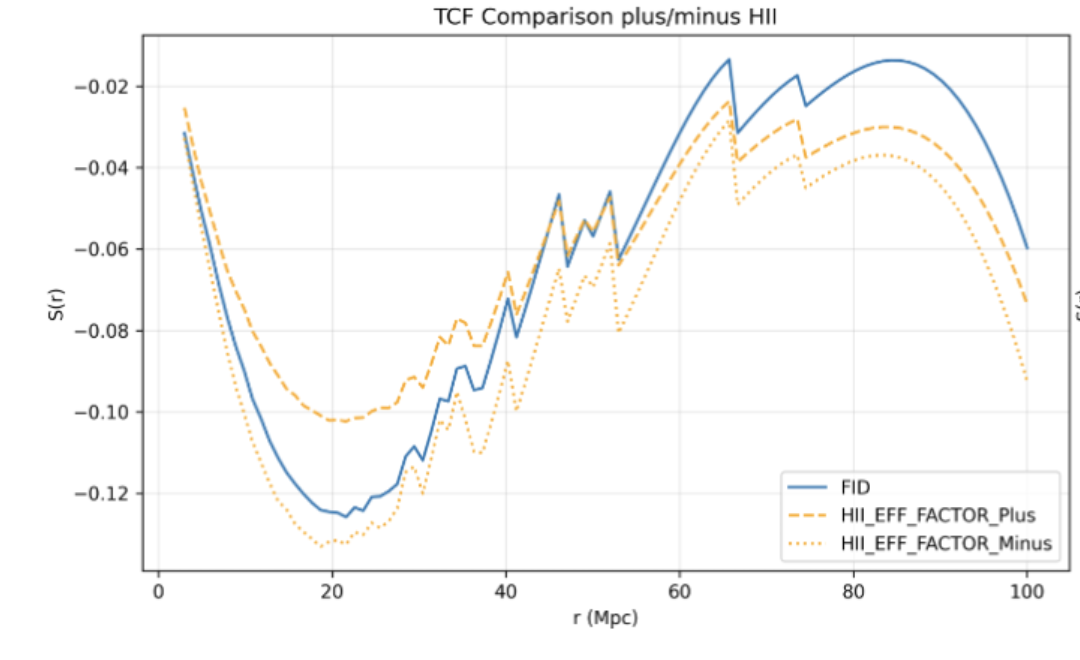 TCF Comparison plus/minus HII
−0.02
−0.04
−0.06
−0.08
−0.10
−0.12
S(r)
0 20 40 60 80 100
r (Mpc)
FID
HII_EFF_FACTOR_Plus
HII_EFF_FACTOR_Minus